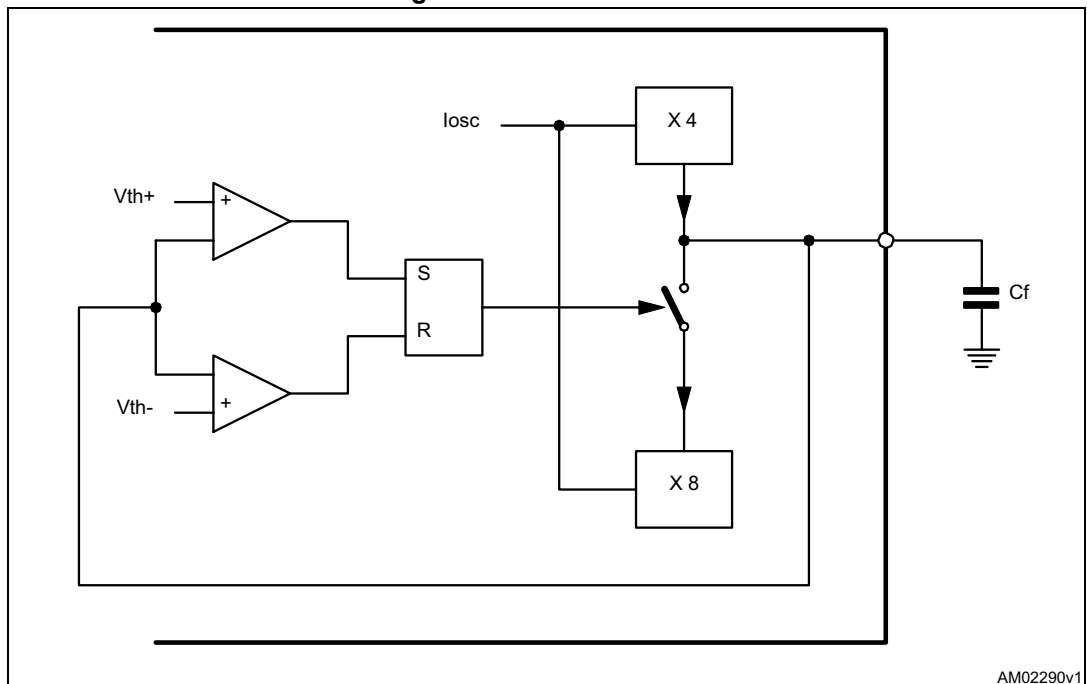 Iosc
X 4
Vth+
+
S
R
Cf
Vth-
+
X 8
AM02290v1